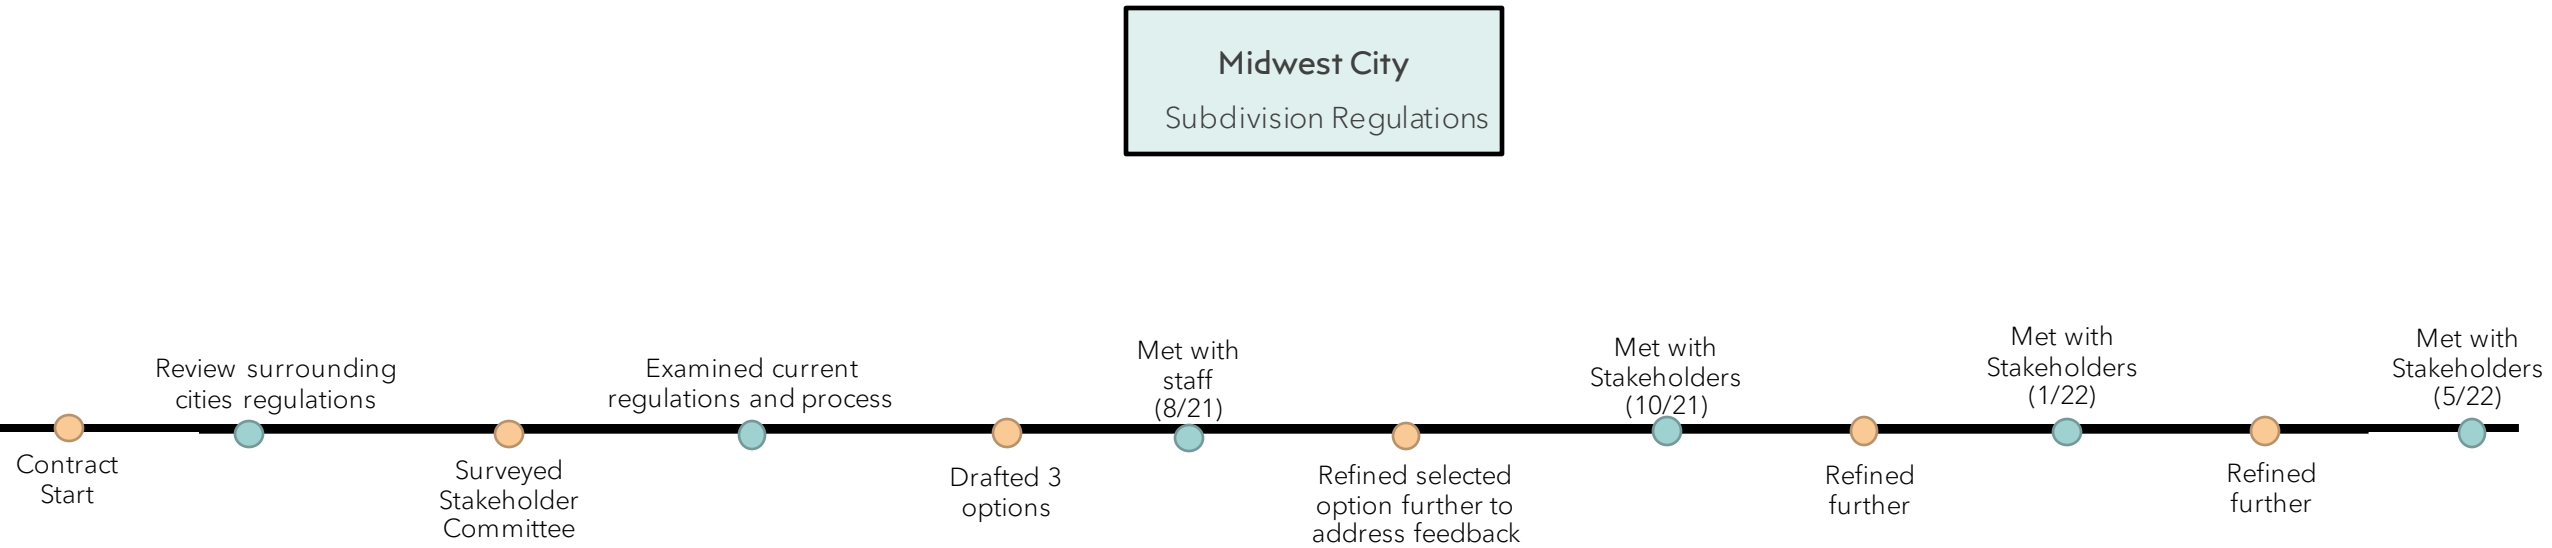 Midwest City
Subdivision Regulations
Contract
Start
Review surrounding
cities regulations
Surveyed
Stakeholder
Committee
Examined current
regulations and process
Drafted 3
options
Met with
staff
(8/21)
Refined selected
option further to
address feedback
Met with
Stakeholders
(10/21)
Refined
further
Met with
Stakeholders
(1/22)
Refined
further
Met with
Stakeholders
(5/22)